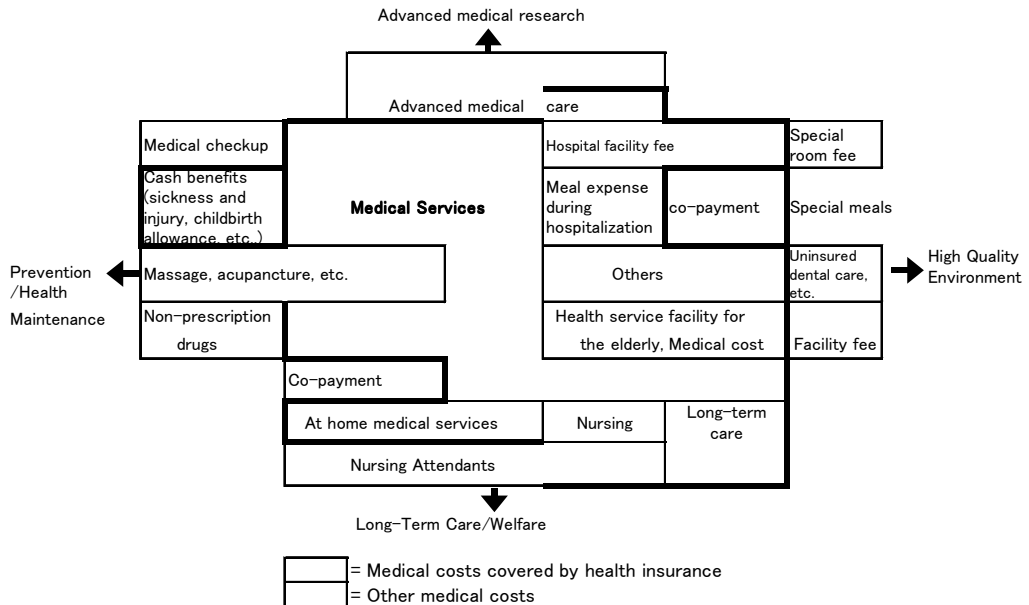 Advanced medical research
Advanced medical care
Medical checkup
Hospital facility fee
Special
room fee
Cash benefits
(sickness and
injury, childbirth
allowance, etc.,)
Medical Services
Meal expense
during
hospitalization
co-payment
Special meals
Prevention
/Health
Maintenance
Massage, acupancture, etc.
Others
Uninsured
dental care,
etc.
High Quality
Environment
Non-prescription
drugs
Health service facility for
the elderly, Medical cost
Facility fee
Co-payment
At home medical services
Nursing
Long-term
care
Nursing Attendants
Long-Term Care/Welfare
= Medical costs covered by health insurance
= Other medical costs